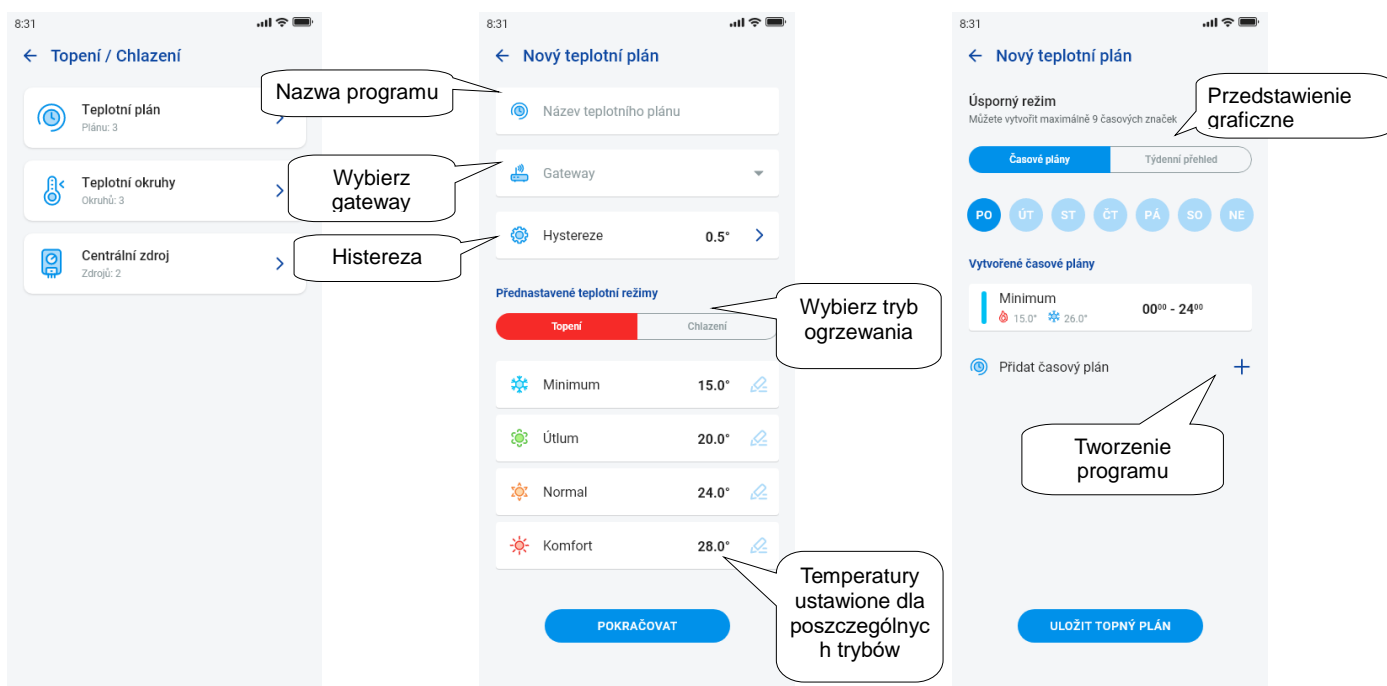 8:31
Topení / Chlazení
Teplotní plán
Plánu: 3
Teplotní okruhy
Okruhů: 3
Centrální zdroj
Zdrojů: 2
8:31
Nový teplotní plán
Nazwa programu
Název teplotního plánu
Wybierz
gateway
Gateway
Histereza
Hystereze
0.5°
Přednastavené teplotní režimy
Wybierz tryb
ogrzewania
Topení
Chlazení
Minimum
15.0°
Útlum
20.0°
Normal
24.0°
Komfort
28.0°
Temperatury
ustawione dla
poszczególnyc
h trybów
POKRAČOVAT
8:31
Nový teplotní plán
Przedstawienie
graficzne
Úsporný režim
Můžete vytvořit maximálně 9 časových značek
Časové plány
Týdenní přehled
PO
ÚT
ST
ČT
PÁ
SO
NE
Vytvořené časové plány
Minimum
15.0° 26.0°
00⁰⁰ - 24⁰⁰
Přidat časový plán
Tworzenie
programu
ULOŽIT TOPNÝ PLÁN